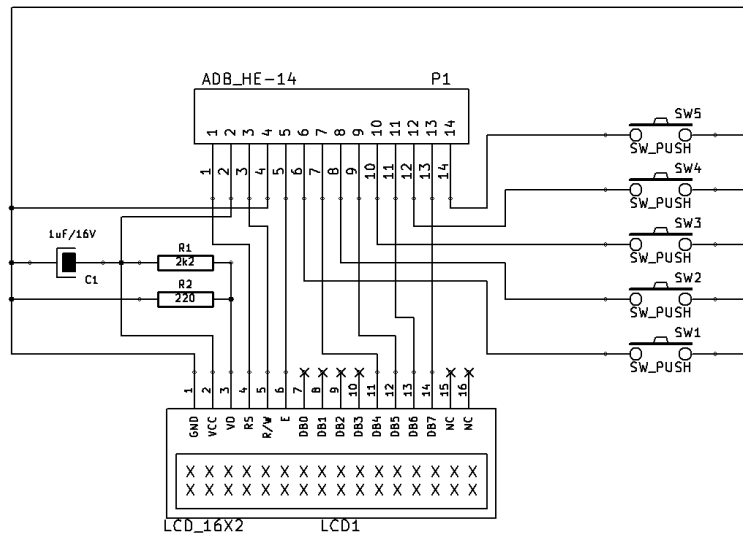 ADB_HE-14 P1
1 2 3 4 5 6 7 8 9 10 11 12 13 14
1 2 3 4 5 6 7 8 9 10 11 12 13 14
SW5
SW_PUSH
SW4
SW_PUSH
SW3
SW_PUSH
SW2
SW_PUSH
SW1
SW_PUSH
1uF/16V
C1
R1
2k2
R2
220
1 2 3 4 5 6 7 8 9 10 11 12 13 14 15 16
GND VCC VO RS R/W E DB0 DB1 DB2 DB3 DB4 DB5 DB6 DB7 NC NC
X X X X X X X X X X X X X X X X
X X X X X X X X X X X X X X X X
LCD_16X2 LCD1